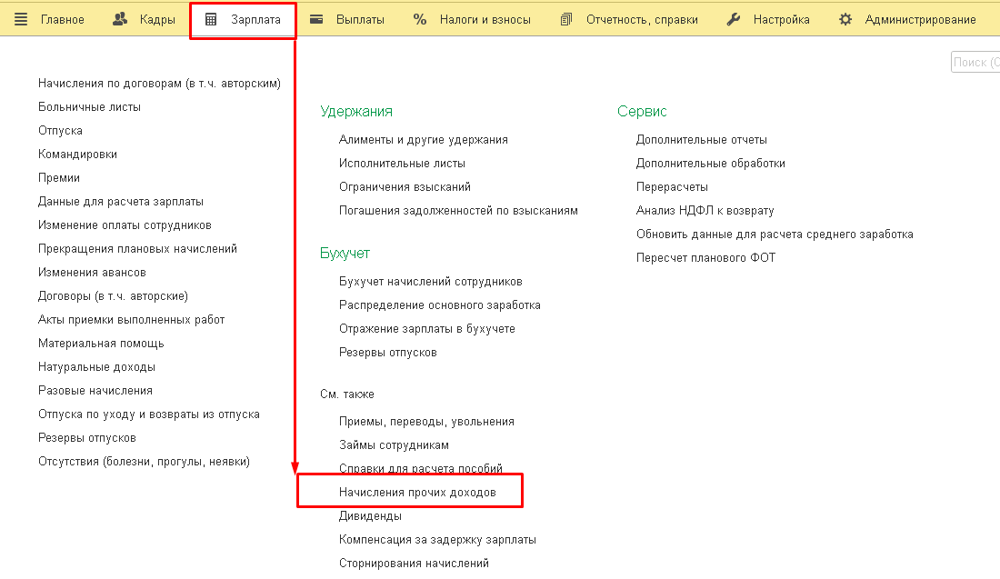 Главное Кадры Зарплата Выплаты Налоги и взносы Отчетность, справки Настройка Администрирование
Поиск (C
Начисления по договорам (в т.ч. авторским)
Больничные листы
Отпуска
Командировки
Премии
Данные для расчета зарплаты
Изменение оплаты сотрудников
Прекращения плановых начислений
Изменения авансов
Договоры (в т.ч. авторские)
Акты приемки выполненных работ
Материальная помощь
Натуральные доходы
Разовые начисления
Отпуска по уходу и возвраты из отпуска
Резервы отпусков
Отсутствия (болезни, прогулы, неявки)
Удержания
Алименты и другие удержания
Исполнительные листы
Ограничения взысканий
Погашения задолженностей по взысканиям
Бухучет
Бухучет начислений сотрудников
Распределение основного заработка
Отражение зарплаты в бухучете
Резервы отпусков
См. также
Приемы, переводы, увольнения
Займы сотрудникам
Справки для расчета пособий
Начисления прочих доходов
Дивиденды
Компенсация за задержку зарплаты
Сторнирования начислений
Сервис
Дополнительные отчеты
Дополнительные обработки
Перерасчеты
Анализ НДФЛ к возврату
Обновить данные для расчета среднего заработка
Пересчет планового ФОТ